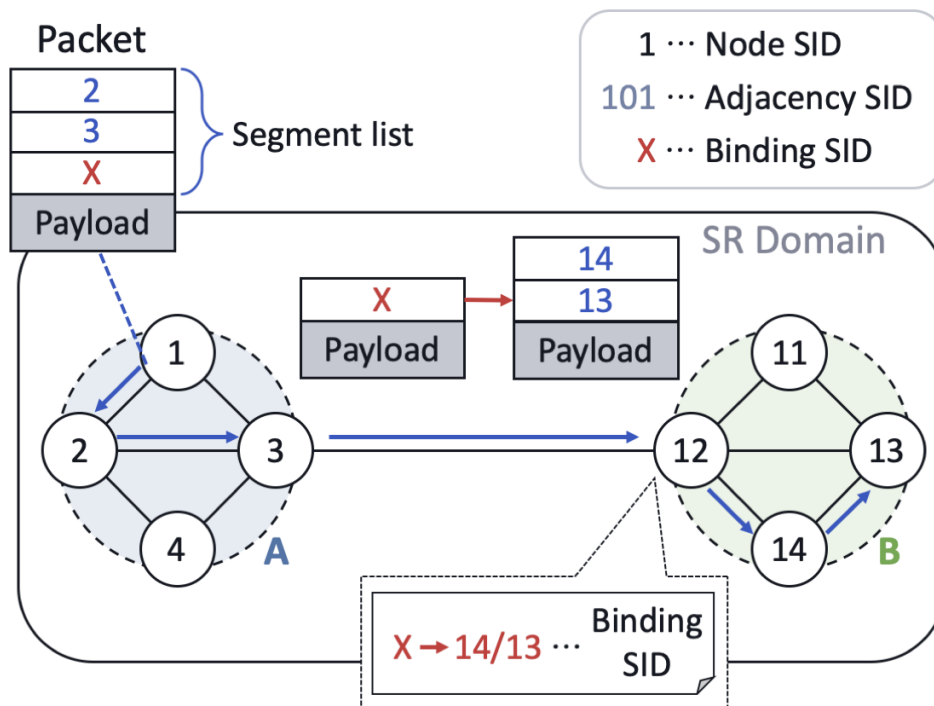 Packet
2
3
X
Payload
Segment list
1 ··· Node SID
101 ··· Adjacency SID
X ··· Binding SID
SR Domain
X
Payload
14
13
Payload
1
2
3
4
A
11
12
13
14
B
X → 14/13 ··· Binding
SID